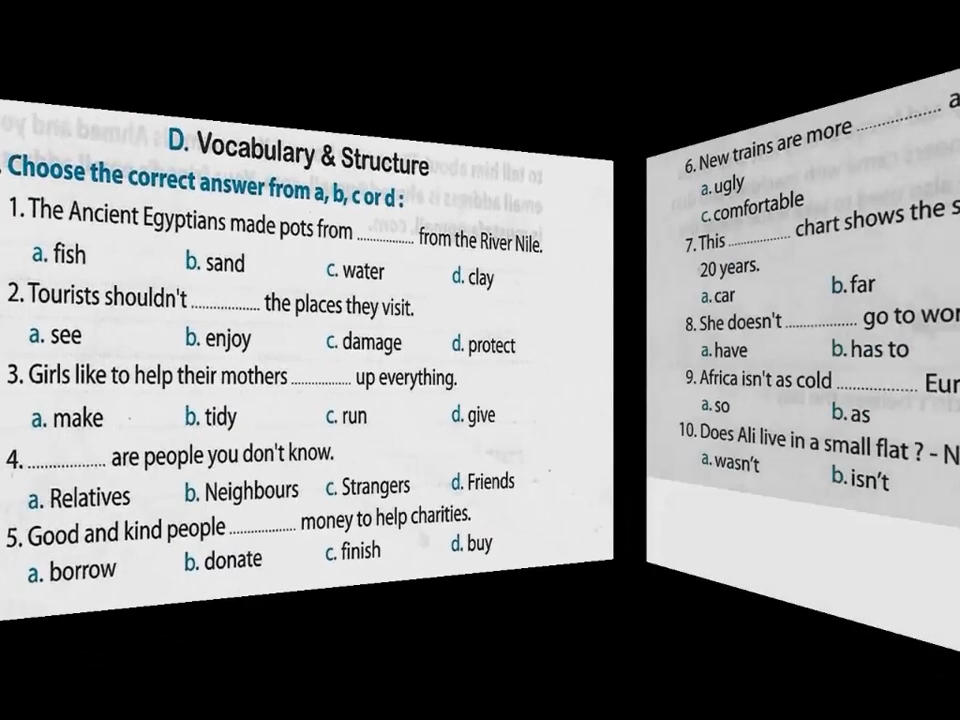 D. Vocabulary & Structure
Choose the correct answer from a, b, c or d :
1. The Ancient Egyptians made pots from ............... from the River Nile.
a. fish b. sand c. water d. clay
2. Tourists shouldn't .................. the places they visit.
a. see b. enjoy c. damage d. protect
3. Girls like to help their mothers ................ up everything.
a. make b. tidy c. run d. give
4. .................... are people you don't know.
a. Relatives b. Neighbours c. Strangers d. Friends
5. Good and kind people .................. money to help charities.
a. borrow b. donate c. finish d. buy
6. New trains are more .................. a
a. ugly
c. comfortable
7. This ................ chart shows the s
20 years.
a. car b. far
8. She doesn't .................. go to wor
a. have b. has to
9. Africa isn't as cold .................... Eur
a. so b. as
10. Does Ali live in a small flat ? - N
a. wasn't b. isn't